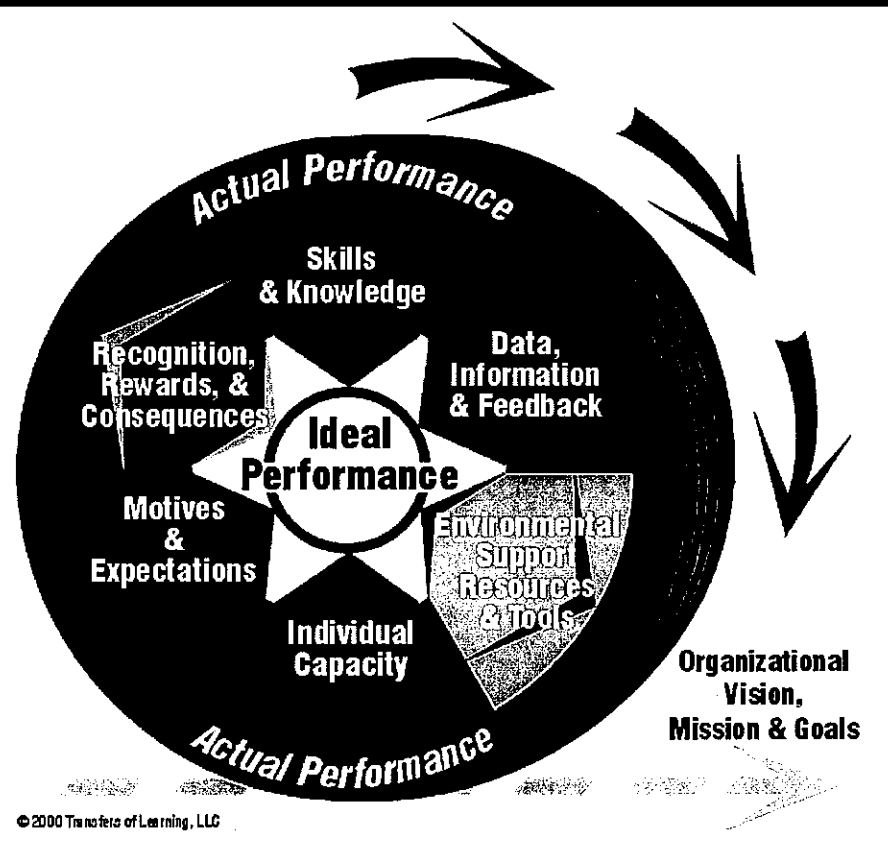 Actual Performance
Skills
& Knowledge
Recognition,
Rewards, &
Consequences
Data,
Information
& Feedback
Ideal
Performance
Motives
&
Expectations
Environmental
Support
Resources
& Tools
Individual
Capacity
Organizational
Vision,
Mission & Goals
Actual Performance
© 2000 Transfers of Learning, LLC